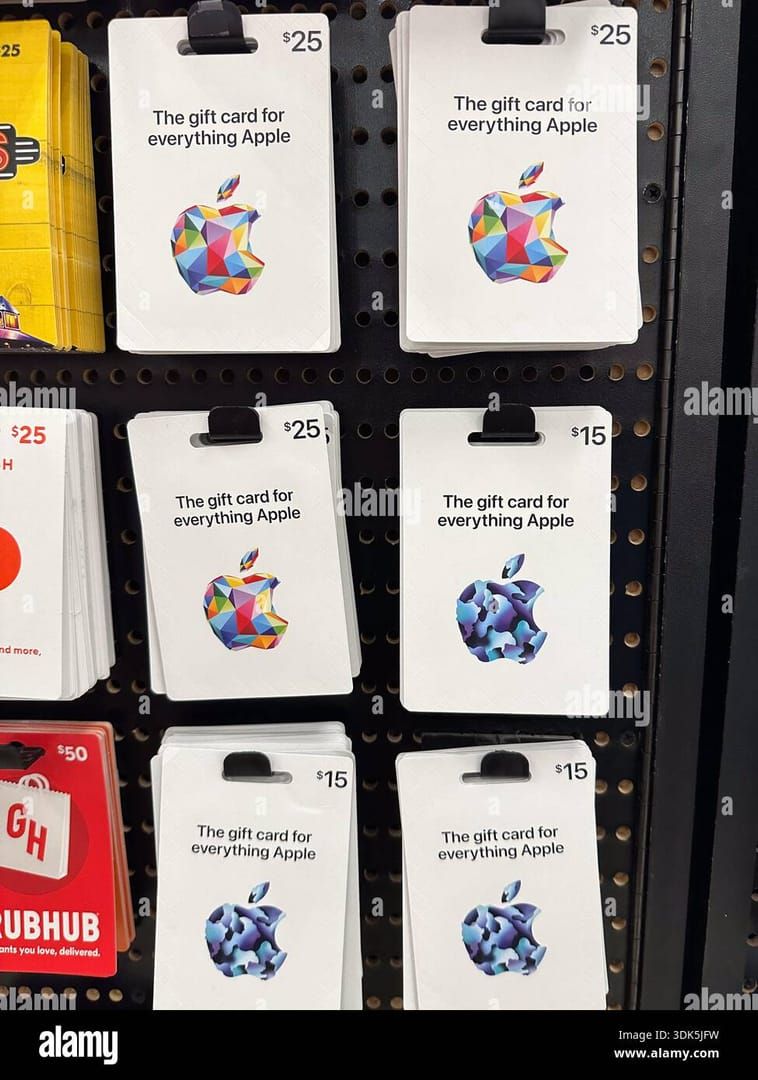 $25
The gift card for
everything Apple
$25
The gift card for
everything Apple
$25
$25
H
nd more,
$25
The gift card for
everything Apple
$15
The gift card for
everything Apple
$50
GH
RUBHUB
ants you love, delivered.
$15
The gift card for
everything Apple
$15
The gift card for
everything Apple
alamy
Image ID: 3DK5JFW
www.alamy.com